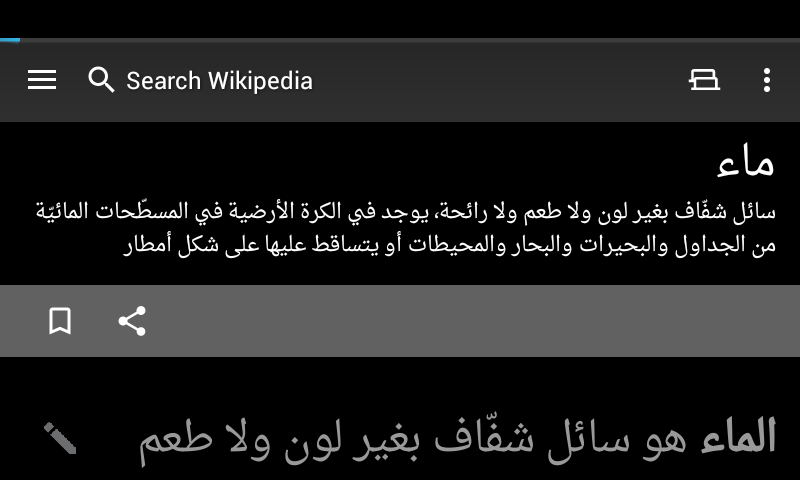 Search Wikipedia
ماء
سائل شفّاف بغير لون ولا طعم ولا رائحة، يوجد في الكرة الأرضية في المسطّحات المائيّة
من الجداول والبحيرات والبحار والمحيطات أو يتساقط عليها على شكل أمطار
الماء هو سائل شفّاف بغير لون ولا طعم